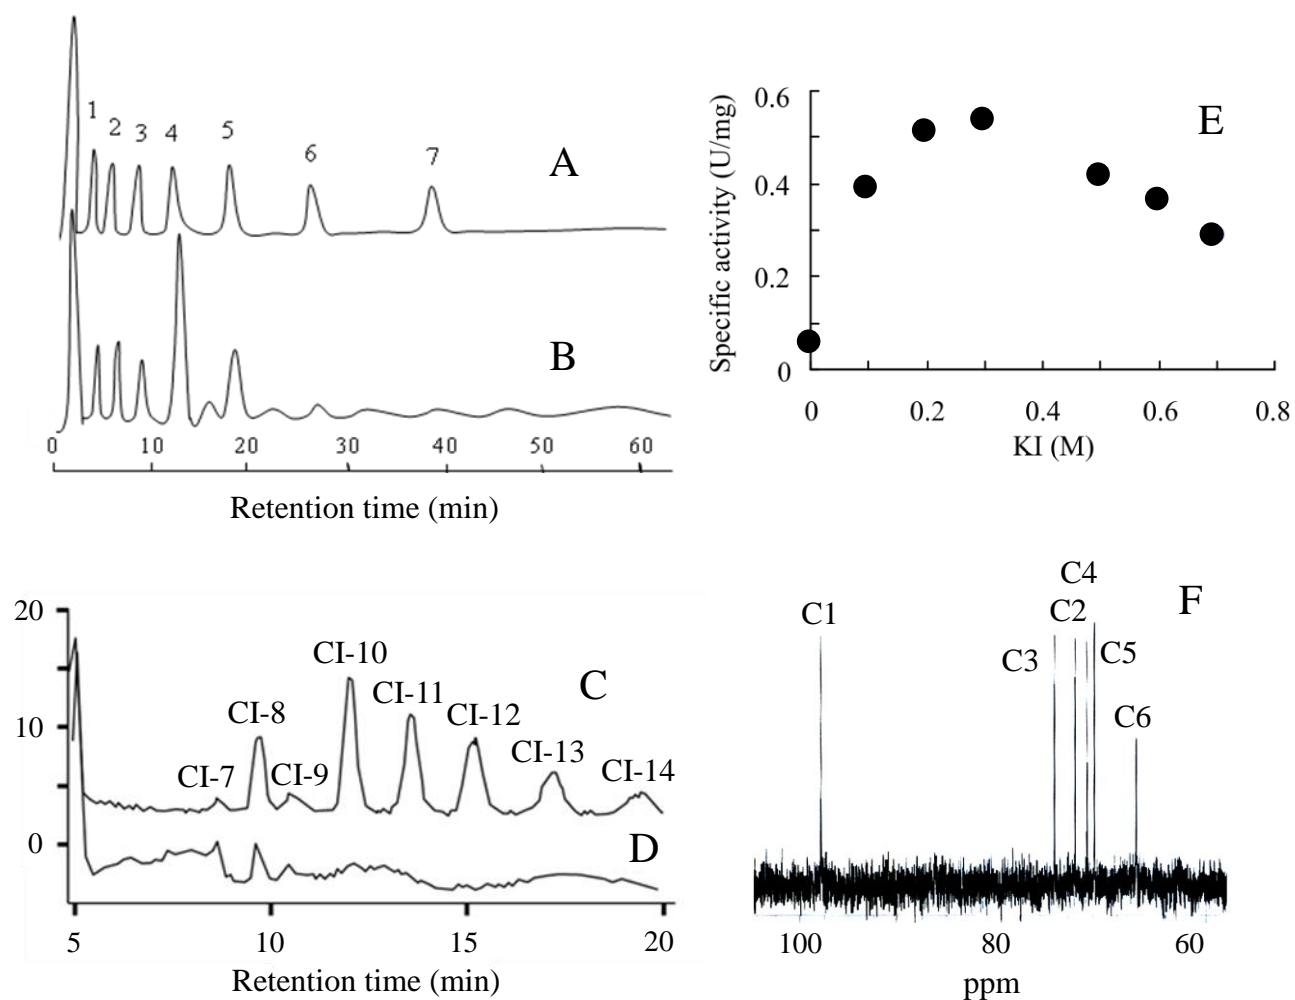 1
2
3
4
5
6
7
A
B
0
0 10 20 30 40 50 60
Retention time (min)
0.6
0.4
0.2
0
Specific activity (U/mg)
E
0 0.2 0.4 0.6 0.8
KI (M)
20
10
0
CI-7
CI-8
CI-9
CI-10
CI-11
CI-12
CI-13
CI-14
C
D
5 10 15 20
Retention time (min)
C1
C3
C2
C4
C5
C6
F
100 80 60
ppm